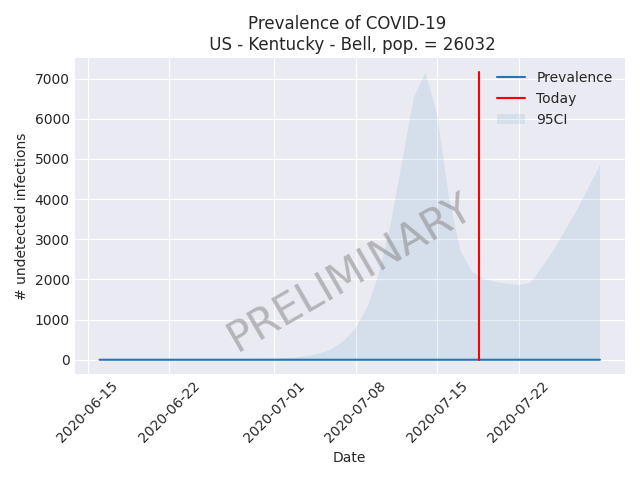 Prevalence of COVID-19
US - Kentucky - Bell, pop. = 26032
Prevalence
Today
95CI
7000
6000
5000
4000
3000
2000
1000
0
# undetected infections
PRELIMINARY
2020-06-15
2020-06-22
2020-07-01
2020-07-08
2020-07-15
2020-07-22
Date